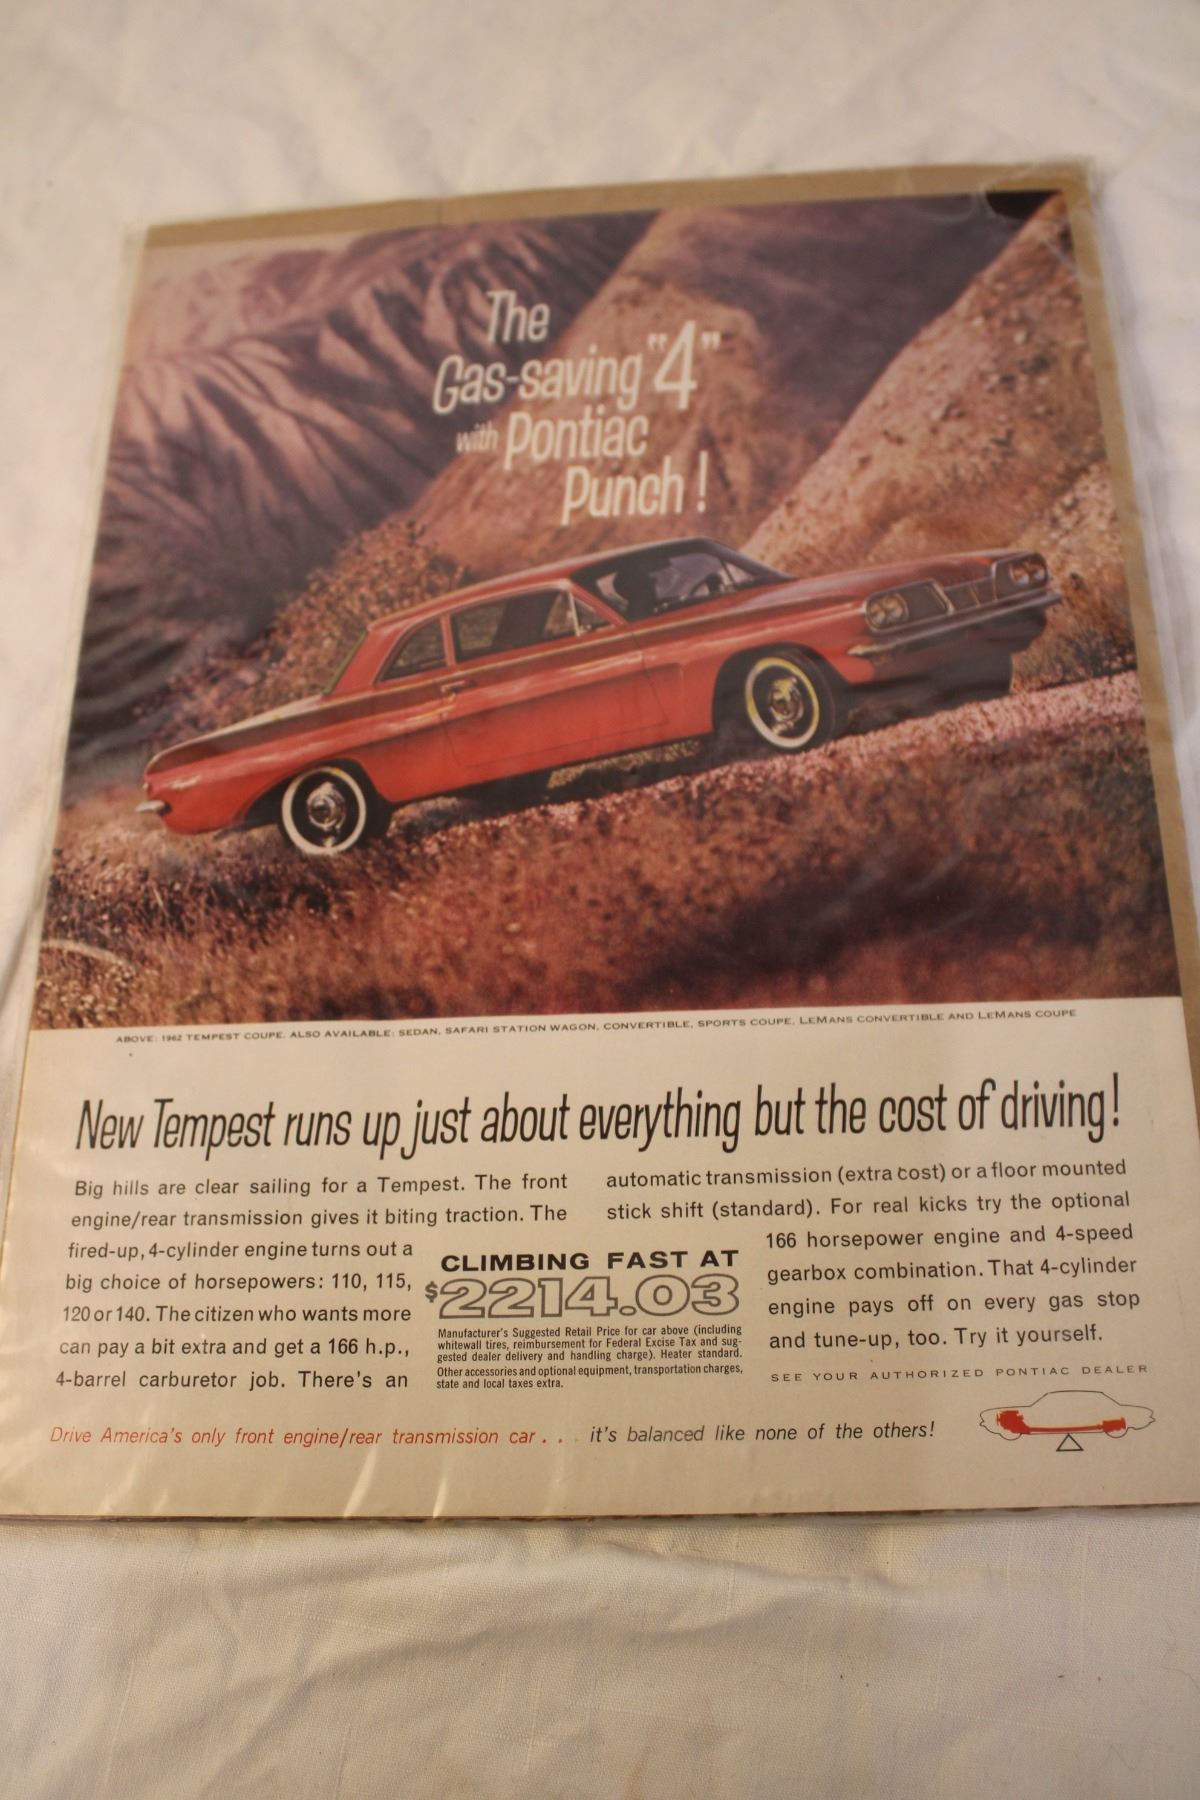 The
Gas-saving "4"
with Pontiac
Punch!
ABOVE: 1962 TEMPEST COUPE. ALSO AVAILABLE: SEDAN, SAFARI STATION WAGON, CONVERTIBLE, SPORTS COUPE, LEMANS CONVERTIBLE AND LEMANS COUPE
New Tempest runs up just about everything but the cost of driving!
Big hills are clear sailing for a Tempest. The front
engine/rear transmission gives it biting traction. The
fired-up, 4-cylinder engine turns out a
big choice of horsepowers: 110, 115,
120 or 140. The citizen who wants more
can pay a bit extra and get a 166 h.p.,
4-barrel carburetor job. There's an
automatic transmission (extra cost) or a floor mounted
stick shift (standard). For real kicks try the optional
166 horsepower engine and 4-speed
gearbox combination. That 4-cylinder
engine pays off on every gas stop
and tune-up, too. Try it yourself.
CLIMBING FAST AT
$2214.03
Manufacturer's Suggested Retail Price for car above (including
whitewall tires, reimbursement for Federal Excise Tax and sug-
gested dealer delivery and handling charge). Heater standard.
Other accessories and optional equipment, transportation charges,
state and local taxes extra.
SEE YOUR AUTHORIZED PONTIAC DEALER
Drive America's only front engine/rear transmission car . . . it's balanced like none of the others!